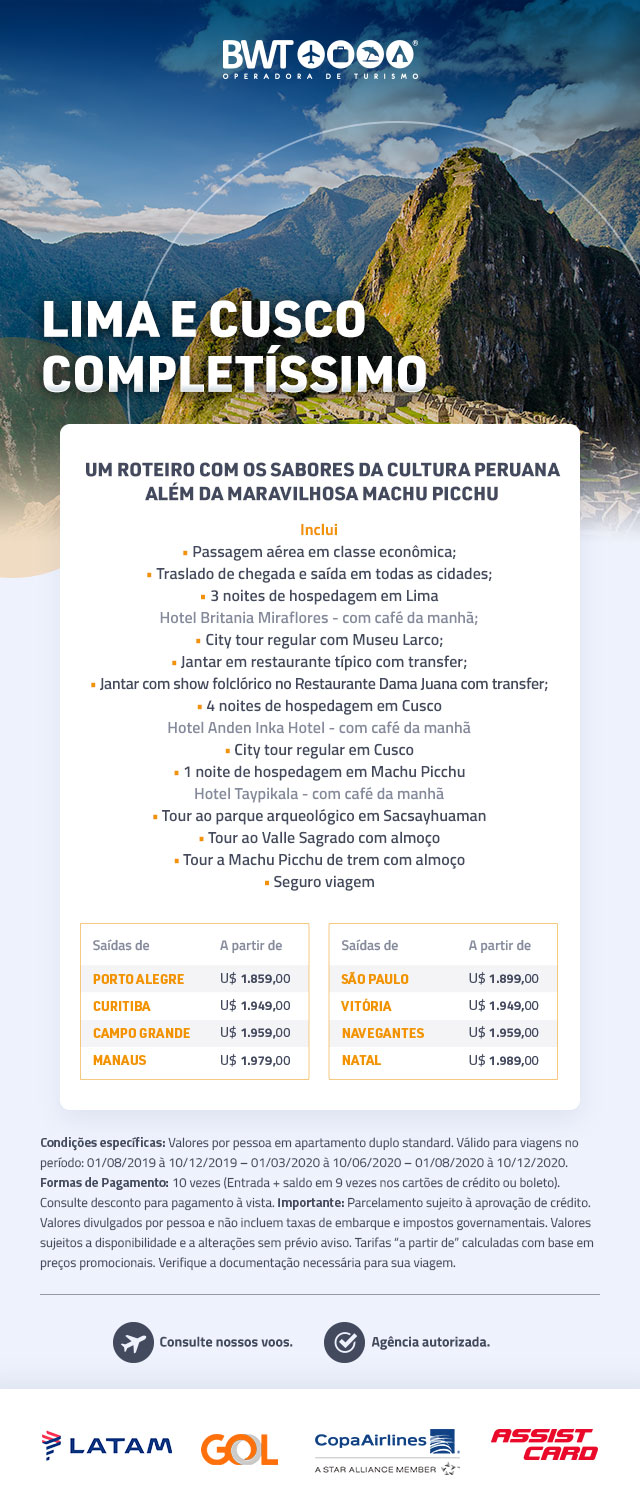 BWT
OPERADORA DE TURISMO
LIMA E CUSCO
COMPLETÍSSIMO
UM ROTEIRO COM OS SABORES DA CULTURA PERUANA
ALÉM DA MARAVILHOSA MACHU PICCHU
Inclui
▪ Passagem aérea em classe econômica;
▪ Traslado de chegada e saída em todas as cidades;
▪ 3 noites de hospedagem em Lima
Hotel Britania Miraflores - com café da manhã;
▪ City tour regular com Museu Larco;
▪ Jantar em restaurante típico com transfer;
▪ Jantar com show folclórico no Restaurante Dama Juana com transfer;
▪ 4 noites de hospedagem em Cusco
Hotel Anden Inka Hotel - com café da manhã
▪ City tour regular em Cusco
▪ 1 noite de hospedagem em Machu Picchu
Hotel Taypikala - com café da manhã
▪ Tour ao parque arqueológico em Sacsayhuaman
▪ Tour ao Valle Sagrado com almoço
▪ Tour a Machu Picchu de trem com almoço
▪ Seguro viagem
Saídas de A partir de
PORTO ALEGRE U$ 1.859,00
CURITIBA U$ 1.949,00
CAMPO GRANDE U$ 1.959,00
MANAUS U$ 1.979,00
Saídas de A partir de
SÃO PAULO U$ 1.899,00
VITÓRIA U$ 1.949,00
NAVEGANTES U$ 1.959,00
NATAL U$ 1.989,00
Condições específicas: Valores por pessoa em apartamento duplo standard. Válido para viagens no
período: 01/08/2019 à 10/12/2019 – 01/03/2020 à 10/06/2020 – 01/08/2020 à 10/12/2020.
Formas de Pagamento: 10 vezes (Entrada + saldo em 9 vezes nos cartões de crédito ou boleto).
Consulte desconto para pagamento à vista. Importante: Parcelamento sujeito à aprovação de crédito.
Valores divulgados por pessoa e não incluem taxas de embarque e impostos governamentais. Valores
sujeitos a disponibilidade e a alterações sem prévio aviso. Tarifas “a partir de” calculadas com base em
preços promocionais. Verifique a documentação necessária para sua viagem.
Consulte nossos voos.
Agência autorizada.
LATAM
GOL
CopaAirlines
A STAR ALLIANCE MEMBER
ASSIST
CARD